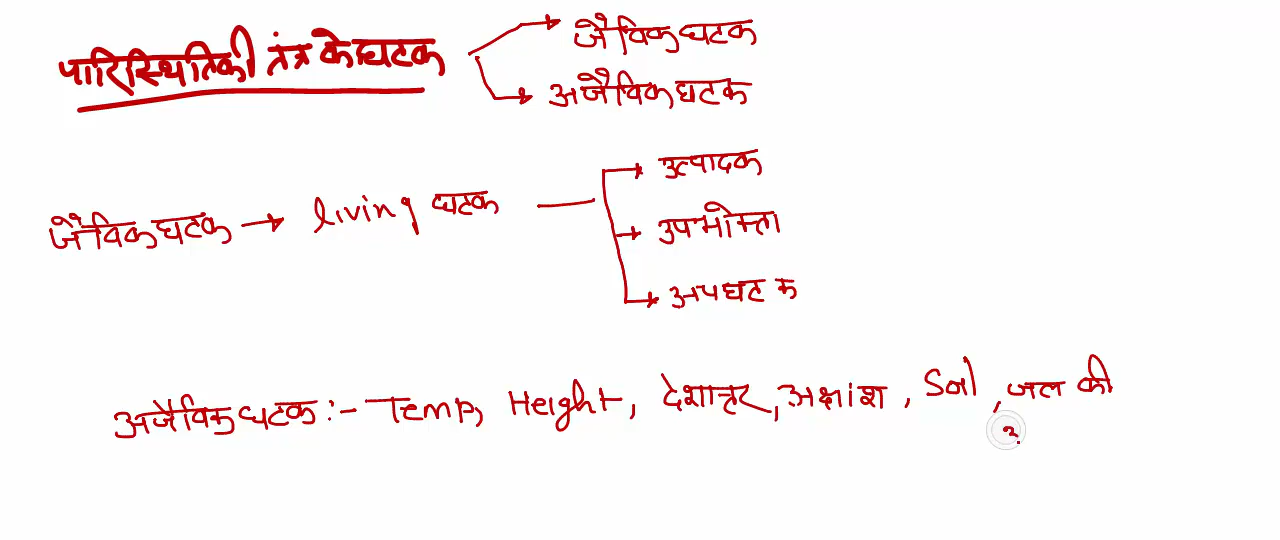 पारिस्थितिकी तंत्र के घटक
जैविक घटक
अजैविक घटक
जैविक घटक → living घटक
उत्पादक
उपभोक्ता
अपघटक
अजैविक घटक :- Temp, Height, देशान्तर, अक्षांश, Soil, जल की